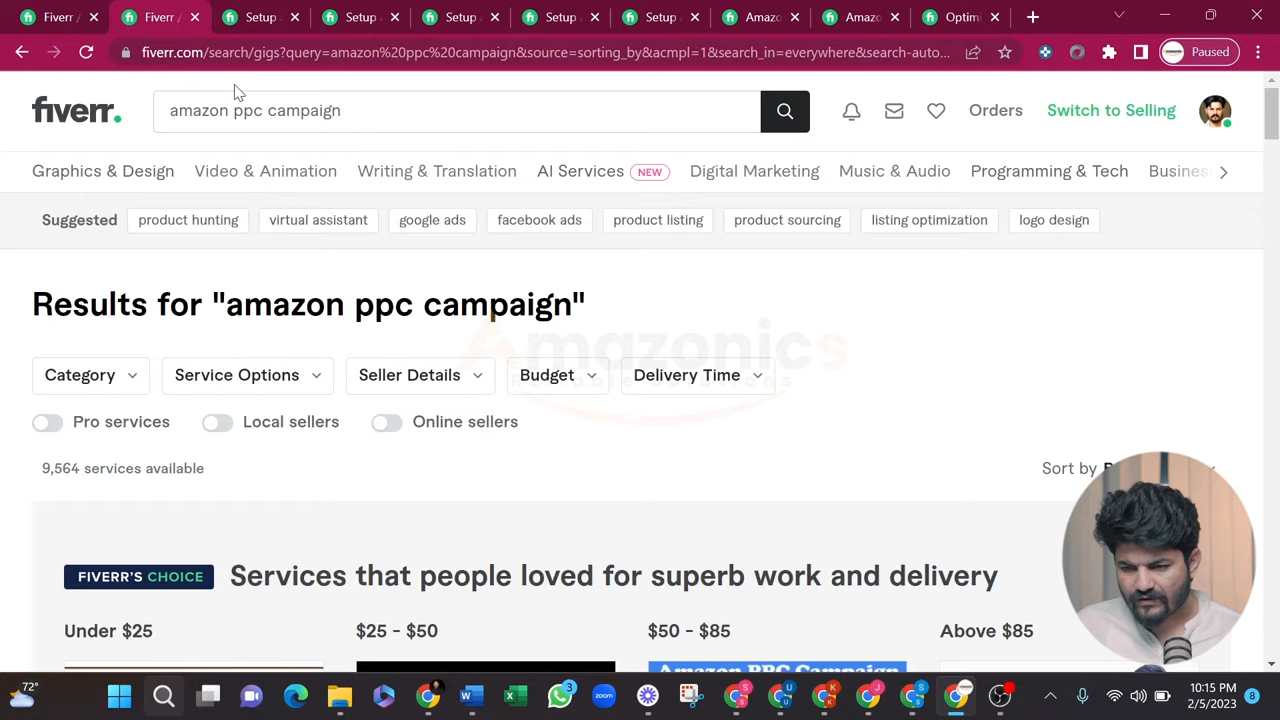 Fiverr /
Fiverr /
Setup
Setup
Setup
Setup
Setup
Amazo
Amazo
Optimi
fiverr.com/search/gigs?query=amazon%20ppc%20campaign&source=sorting_by&acmpl=1&search_in=everywhere&search-auto...
Paused
fiverr.
amazon ppc campaign
Orders
Switch to Selling
Graphics & Design
Video & Animation
Writing & Translation
AI Services NEW
Digital Marketing
Music & Audio
Programming & Tech
Busines
Suggested
product hunting
virtual assistant
google ads
facebook ads
product listing
product sourcing
listing optimization
logo design
Results for "amazon ppc campaign"
Amazonics
Category
Service Options
Seller Details
Budget
Delivery Time
Pro services
Local sellers
Online sellers
9,564 services available
Sort by
FIVERR'S CHOICE
Services that people loved for superb work and delivery
Under $25
$25 - $50
$50 - $85
Above $85
Amazon PPC Campaign
72°
3
zoom
10:15 PM
2/5/2023
8